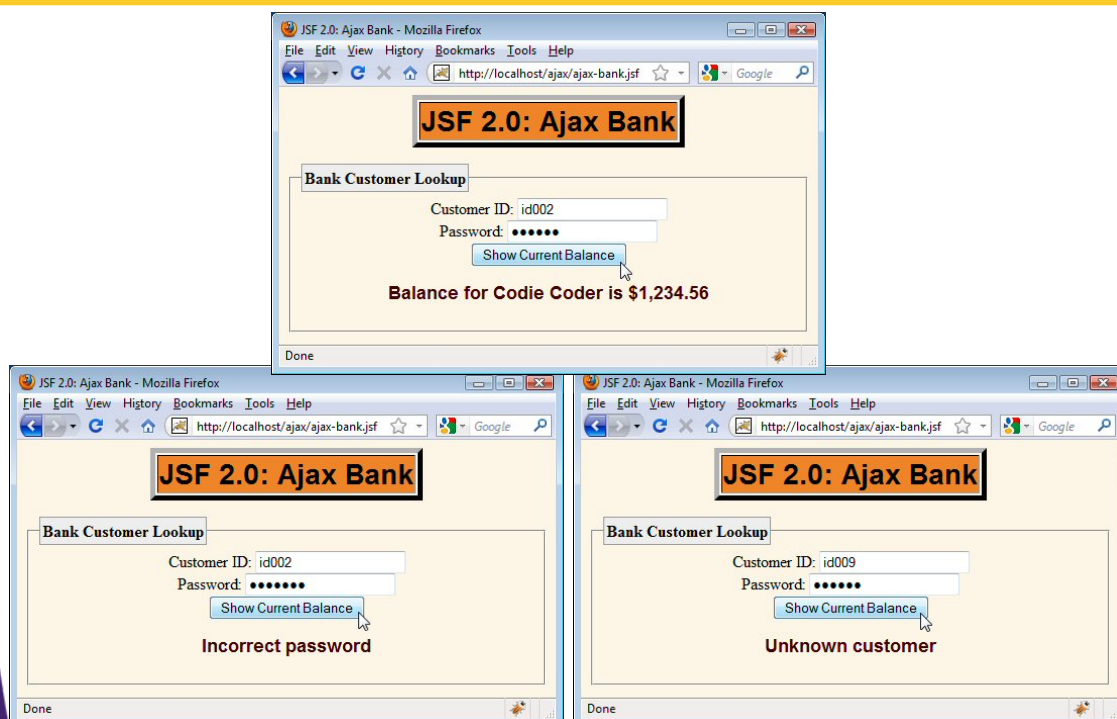 JSF 2.0: Ajax Bank - Mozilla Firefox
File Edit View History Bookmarks Tools Help
http://localhost/ajax/ajax-bank.jsf Google
JSF 2.0: Ajax Bank
Bank Customer Lookup
Customer ID: id002
Password: ●●●●●●
Show Current Balance
Balance for Codie Coder is $1,234.56
Done
JSF 2.0: Ajax Bank - Mozilla Firefox
File Edit View History Bookmarks Tools Help
http://localhost/ajax/ajax-bank.jsf Google
JSF 2.0: Ajax Bank
Bank Customer Lookup
Customer ID: id002
Password: ●●●●●●●
Show Current Balance
Incorrect password
Done
JSF 2.0: Ajax Bank - Mozilla Firefox
File Edit View History Bookmarks Tools Help
http://localhost/ajax/ajax-bank.jsf Google
JSF 2.0: Ajax Bank
Bank Customer Lookup
Customer ID: id009
Password: ●●●●●●
Show Current Balance
Unknown customer
Done